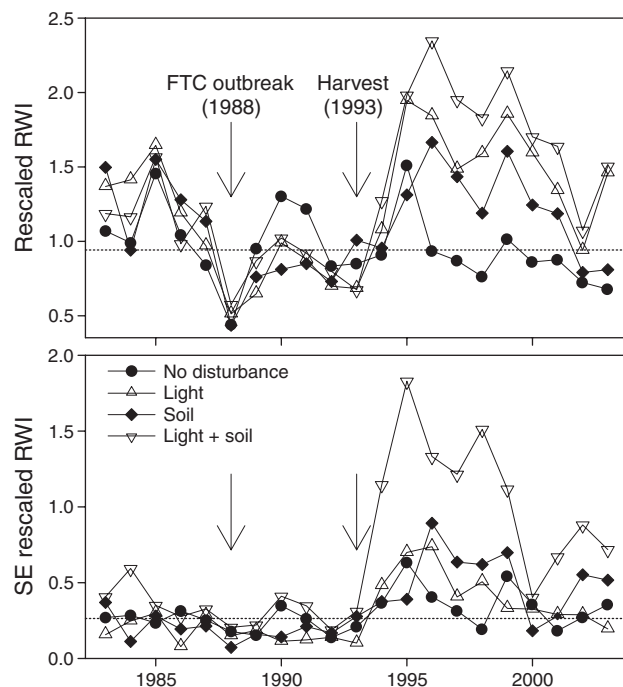 2.5
2.0
1.5
1.0
0.5
Rescaled RWI
FTC outbreak
(1988)
Harvest
(1993)
2.0
1.5
1.0
0.5
0.0
SE rescaled RWI
No disturbance
Light
Soil
Light + soil
1985 1990 1995 2000